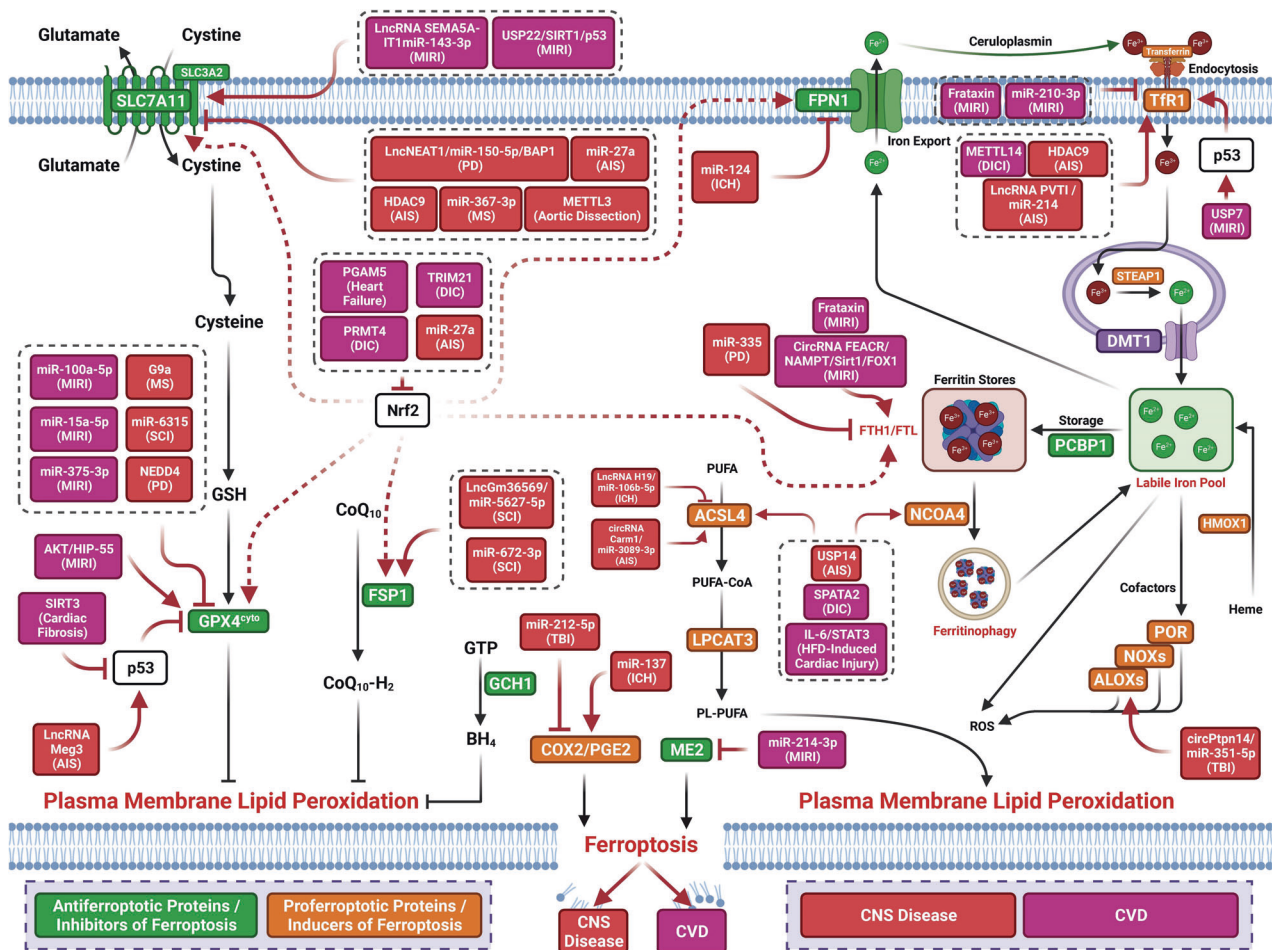 Glutamate
Cystine
SLC3A2
SLC7A11
Glutamate
Cystine
LncRNA SEMA5A-
IT1miR-143-3p
(MIRI)
USP22/SIRT1/p53
(MIRI)
LncNEAT1/miR-150-5p/BAP1
(PD)
miR-27a
(AIS)
HDAC9
(AIS)
miR-367-3p
(MS)
METTL3
(Aortic Dissection)
Fe²⁺
Ceruloplasmin
Fe³⁺
Fe³⁺
Transferrin
Endocytosis
FPN1
Iron Export
Fe²⁺
Frataxin
(MIRI)
miR-210-3p
(MIRI)
TfR1
Fe³⁺
miR-124
(ICH)
METTL14
(DICI)
HDAC9
(AIS)
LncRNA PVTI /
miR-214
(AIS)
p53
USP7
(MIRI)
Fe³⁺
STEAP1
Fe²⁺
DMT1
Cysteine
PGAM5
(Heart
Failure)
TRIM21
(DIC)
PRMT4
(DIC)
miR-27a
(AIS)
Nrf2
miR-335
(PD)
Frataxin
(MIRI)
CircRNA FEACR/
NAMPT/Sirt1/FOX1
(MIRI)
FTH1/FTL
Ferritin Stores
Fe³⁺
Fe³⁺
Fe³⁺
Storage
PCBP1
Fe²⁺
Fe²⁺
Fe²⁺
Fe²⁺
Labile Iron Pool
HMOX1
Heme
miR-100a-5p
(MIRI)
G9a
(MS)
miR-15a-5p
(MIRI)
miR-6315
(SCI)
miR-375-3p
(MIRI)
NEDD4
(PD)
GSH
AKT/HIP-55
(MIRI)
SIRT3
(Cardiac
Fibrosis)
GPX4ᶜʸᵗᵒ
p53
LncRNA
Meg3
(AIS)
CoQ₁₀
FSP1
CoQ₁₀-H₂
LncGm36569/
miR-5627-5p
(SCI)
miR-672-3p
(SCI)
GTP
GCH1
BH₄
LncRNA H19/
miR-106b-5p
(ICH)
circRNA
Carm1/
miR-3089-3p
(AIS)
PUFA
ACSL4
PUFA-CoA
LPCAT3
PL-PUFA
USP14
(AIS)
SPATA2
(DIC)
IL-6/STAT3
(HFD-Induced
Cardiac Injury)
NCOA4
Ferritinophagy
Cofactors
POR
NOXs
ALOXs
ROS
circPtpn14/
miR-351-5p
(TBI)
miR-212-5p
(TBI)
miR-137
(ICH)
COX2/PGE2
ME2
miR-214-3p
(MIRI)
Plasma Membrane Lipid Peroxidation
Plasma Membrane Lipid Peroxidation
Ferroptosis
CNS
Disease
CVD
Antiferroptotic Proteins /
Inhibitors of Ferroptosis
Proferroptotic Proteins /
Inducers of Ferroptosis
CNS Disease
CVD